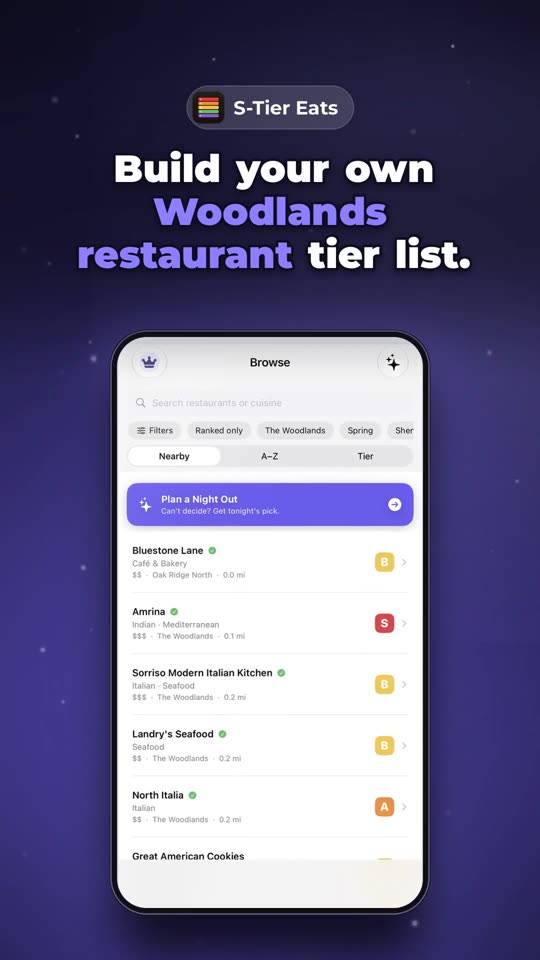 S-Tier Eats
Build your own
Woodlands
restaurant tier list.
Browse
Search restaurants or cuisine
Filters
Ranked only
The Woodlands
Spring
Sher
Nearby
A–Z
Tier
Plan a Night Out
Can't decide? Get tonight's pick.
Bluestone Lane
Café & Bakery
$$ · Oak Ridge North · 0.0 mi
B
Amrina
Indian · Mediterranean
$$$ · The Woodlands · 0.1 mi
S
Sorriso Modern Italian Kitchen
Italian · Seafood
$$$ · The Woodlands · 0.2 mi
B
Landry's Seafood
Seafood
$$ · The Woodlands · 0.2 mi
B
North Italia
Italian
$$ · The Woodlands · 0.2 mi
A
Great American Cookies